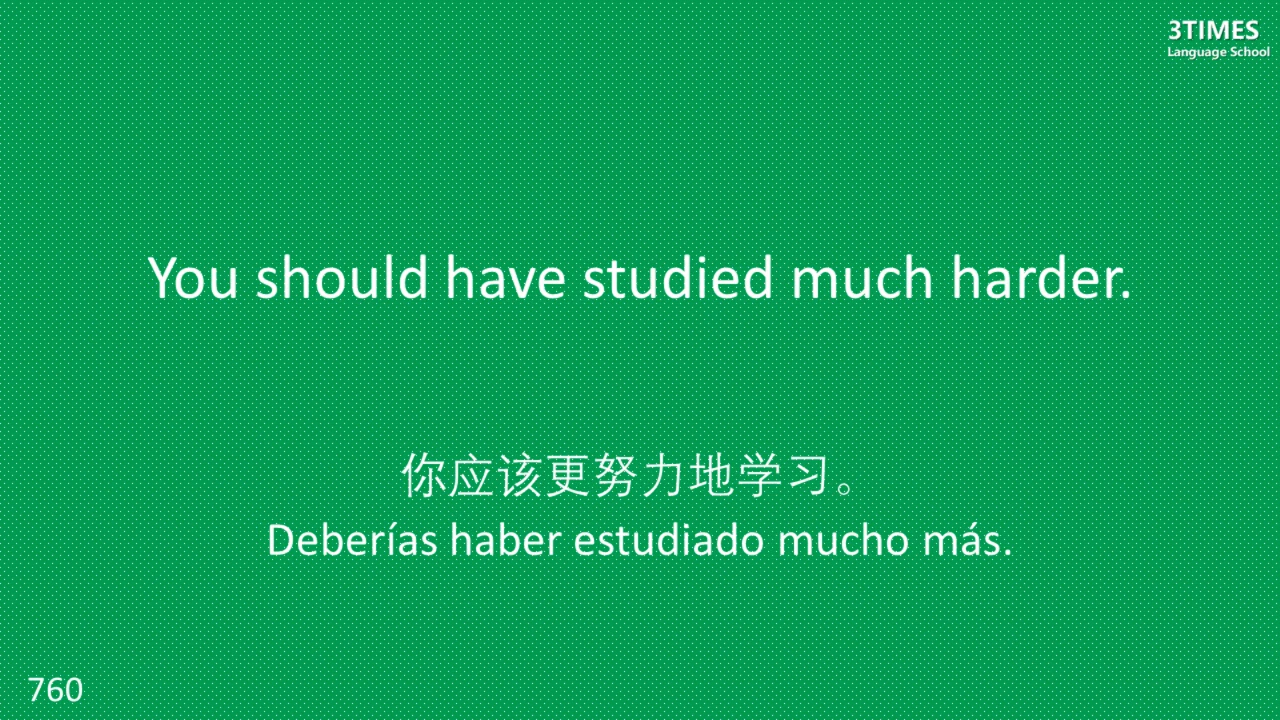 3TIMES
Language School
You should have studied much harder.
你应该更努力地学习。
Deberías haber estudiado mucho más.
760